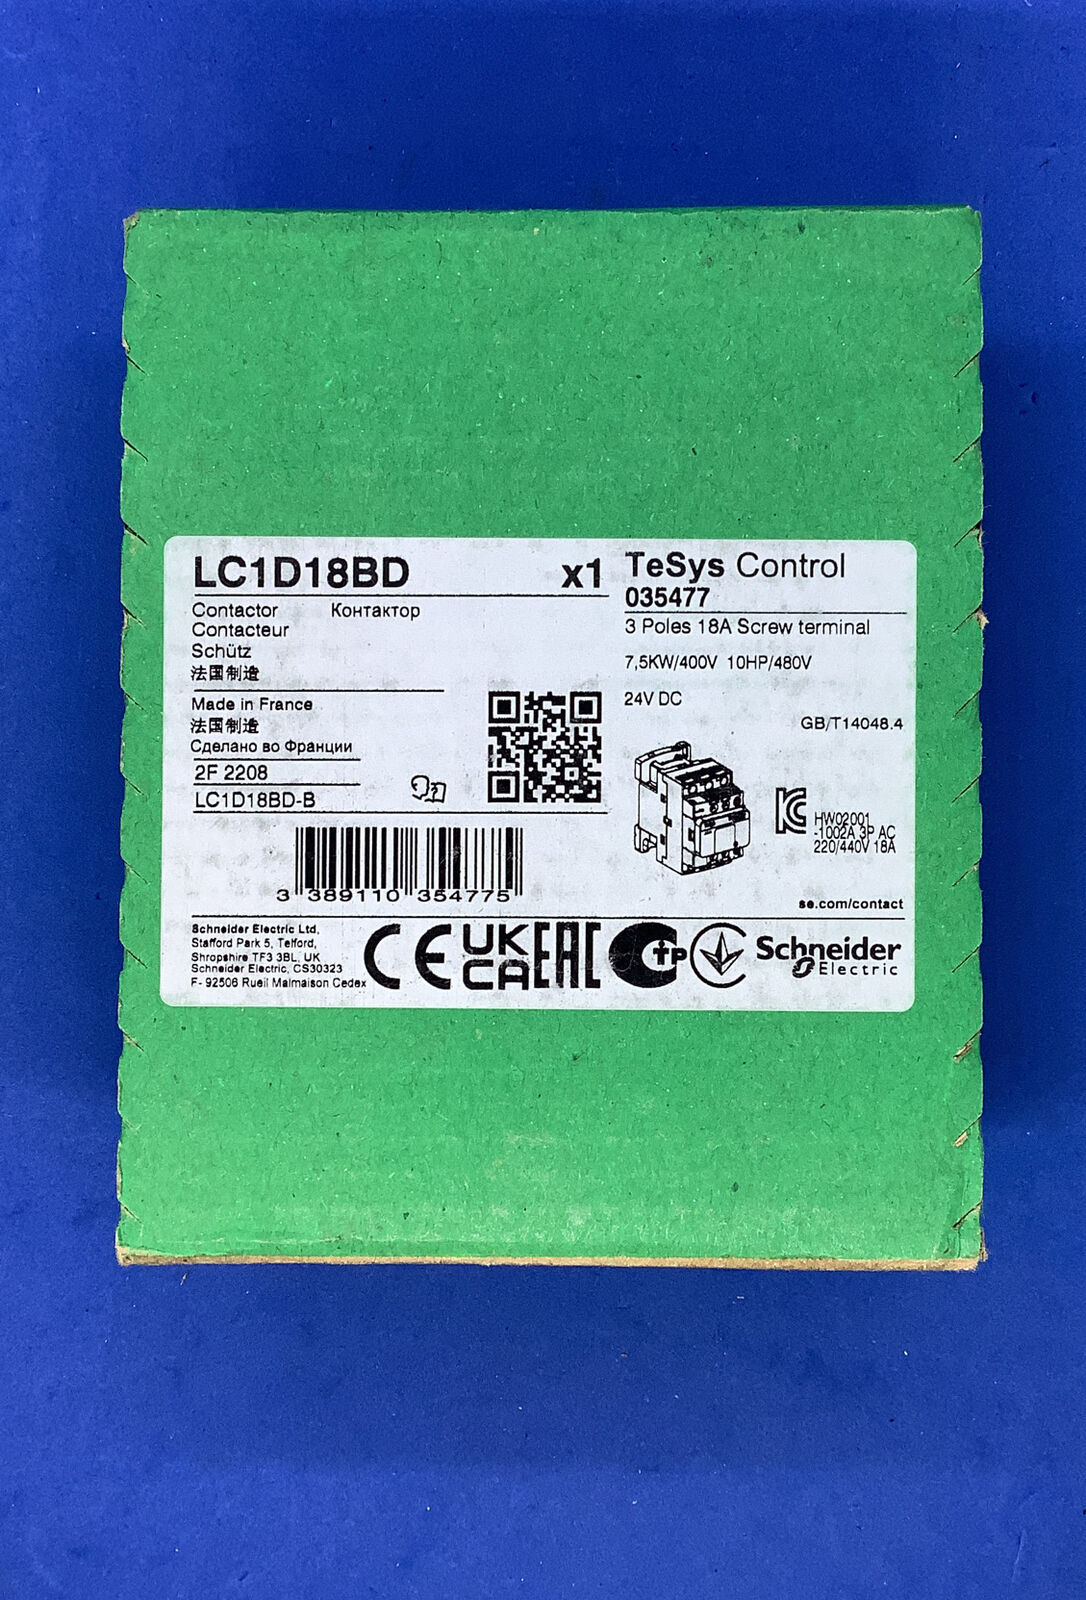 LC1D18BD x1
Contactor Контактор
Contacteur
Schütz
法国制造
Made in France
法国制造
Сделано во Франции
2F 2208
LC1D18BD-B
3 389110 354775
TeSys Control
035477
3 Poles 18A Screw terminal
7,5KW/400V 10HP/480V
24V DC
GB/T14048.4
HW02001
-1002A 3P AC
220/440V 18A
se.com/contact
Schneider Electric Ltd,
Stafford Park 5, Telford,
Shropshire TF3 3BL, UK
Schneider Electric, CS30323
F- 92506 Rueil Malmaison Cedex
CE UK
CA EAC
Schneider
Electric